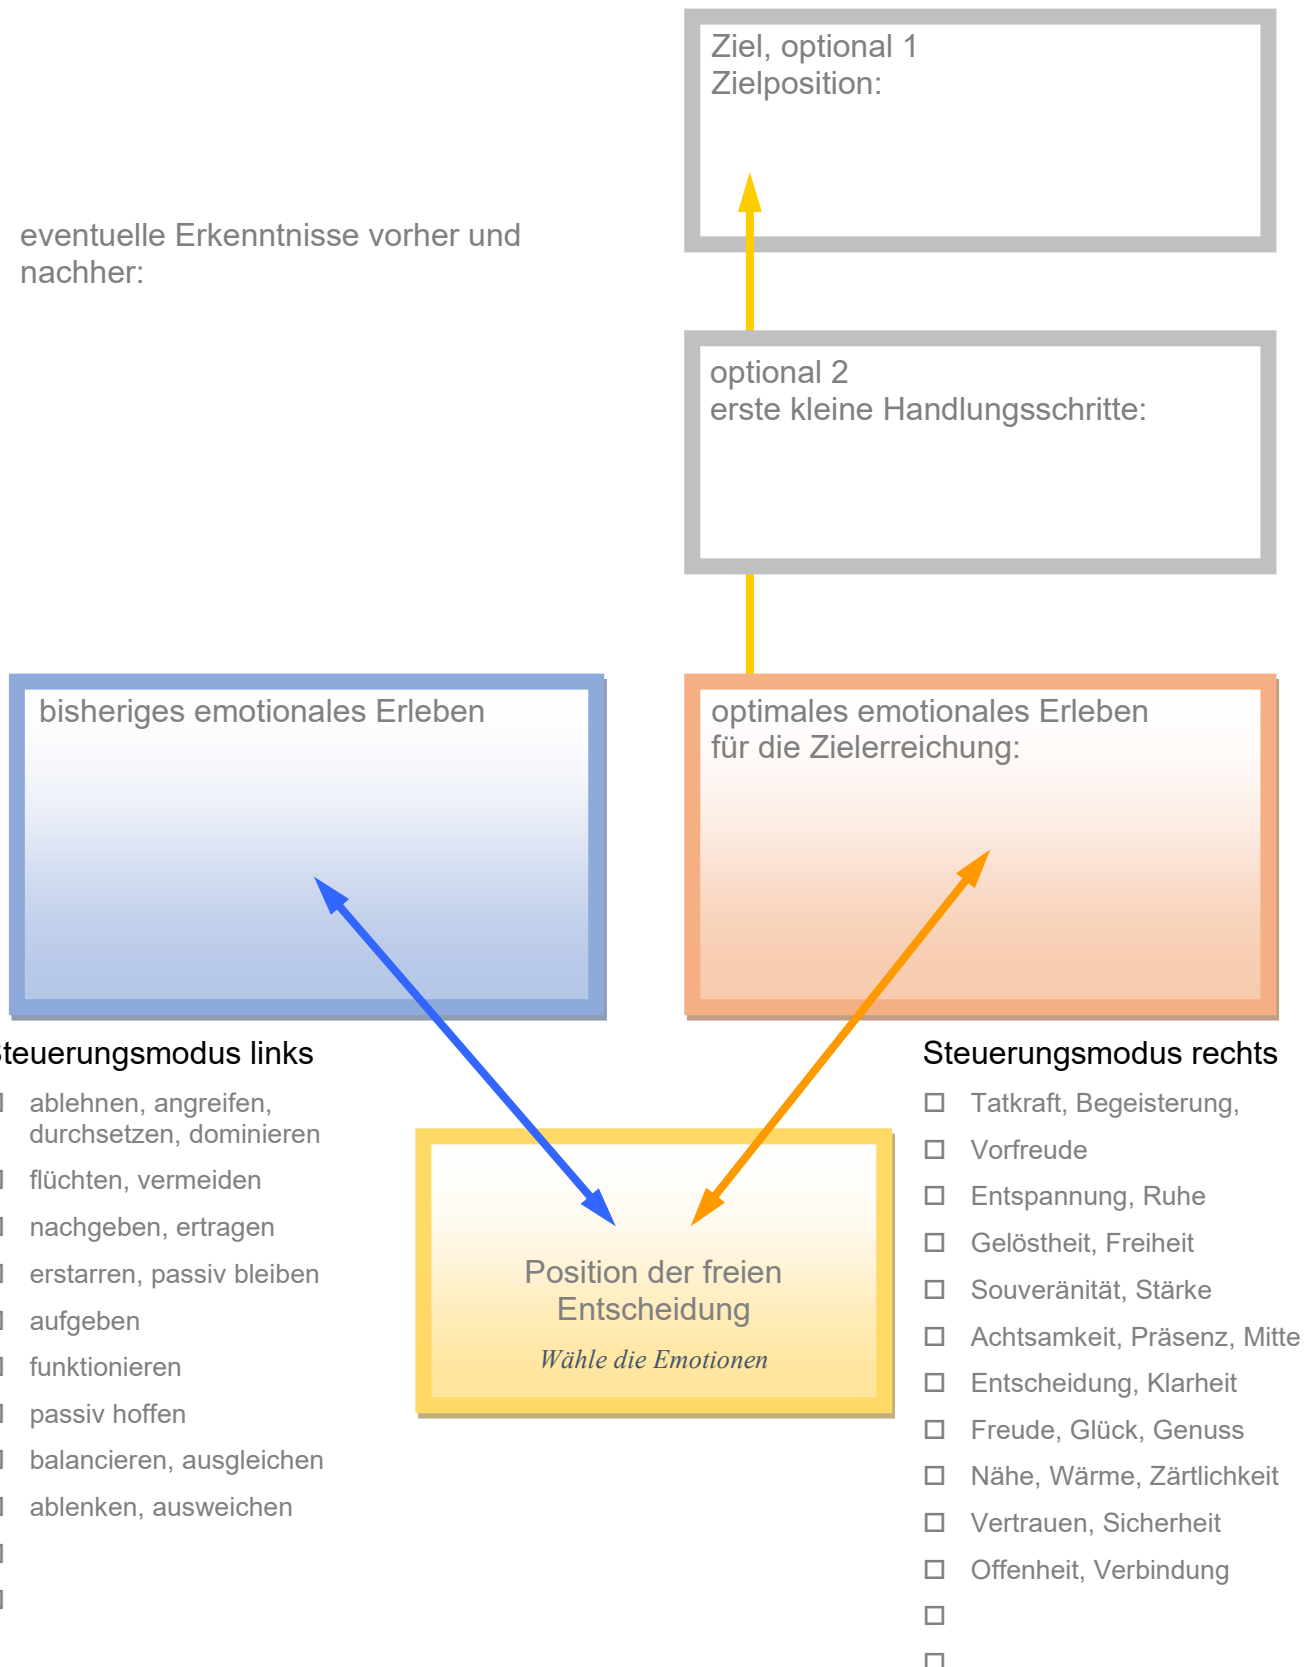 Ziel, optional 1
Zielposition:
eventuelle Erkenntnisse vorher und
nachher:
optional 2
erste kleine Handlungsschritte:
bisheriges emotionales Erleben
optimales emotionales Erleben
für die Zielerreichung:
Steuerungsmodus links
ablehnen, angreifen,
durchsetzen, dominieren
flüchten, vermeiden
nachgeben, ertragen
erstarren, passiv bleiben
aufgeben
funktionieren
passiv hoffen
balancieren, ausgleichen
ablenken, ausweichen
Position der freien
Entscheidung
Wähle die Emotionen
Steuerungsmodus rechts
Tatkraft, Begeisterung,
Vorfreude
Entspannung, Ruhe
Gelöstheit, Freiheit
Souveränität, Stärke
Achtsamkeit, Präsenz, Mitte
Entscheidung, Klarheit
Freude, Glück, Genuss
Nähe, Wärme, Zärtlichkeit
Vertrauen, Sicherheit
Offenheit, Verbindung